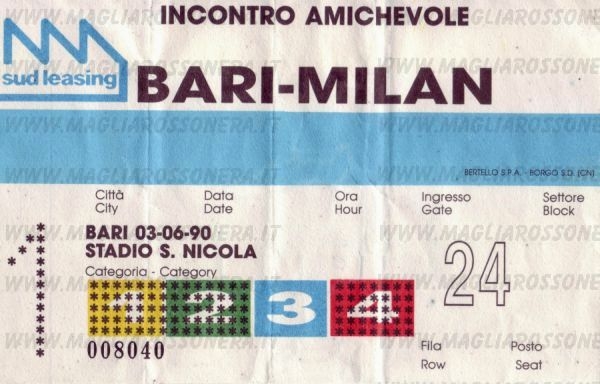 INCONTRO AMICHEVOLE
sud leasing
BARI-MILAN
BERTELLO S.P.A. - BORGO S.D. (CN)
Città Data Ora Ingresso Settore
City Date Hour Gate Block
BARI 03-06-90
STADIO S. NICOLA
Categoria - Category
1 1 2 3 4
24
008040
Fila Posto
Row Seat
WWW.MAGLIAROSSONERA.IT